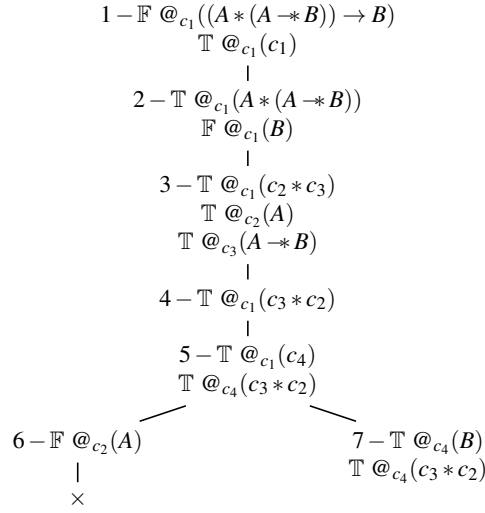 1 − 𝔽 @c₁((A ∗ (A −∗ B)) → B)
𝕋 @c₁(c₁)
2 − 𝕋 @c₁(A ∗ (A −∗ B))
𝔽 @c₁(B)
3 − 𝕋 @c₁(c₂ ∗ c₃)
𝕋 @c₂(A)
𝕋 @c₃(A −∗ B)
4 − 𝕋 @c₁(c₃ ∗ c₂)
5 − 𝕋 @c₁(c₄)
𝕋 @c₄(c₃ ∗ c₂)
6 − 𝔽 @c₂(A) 7 − 𝕋 @c₄(B)
𝕋 @c₄(c₃ ∗ c₂)
×